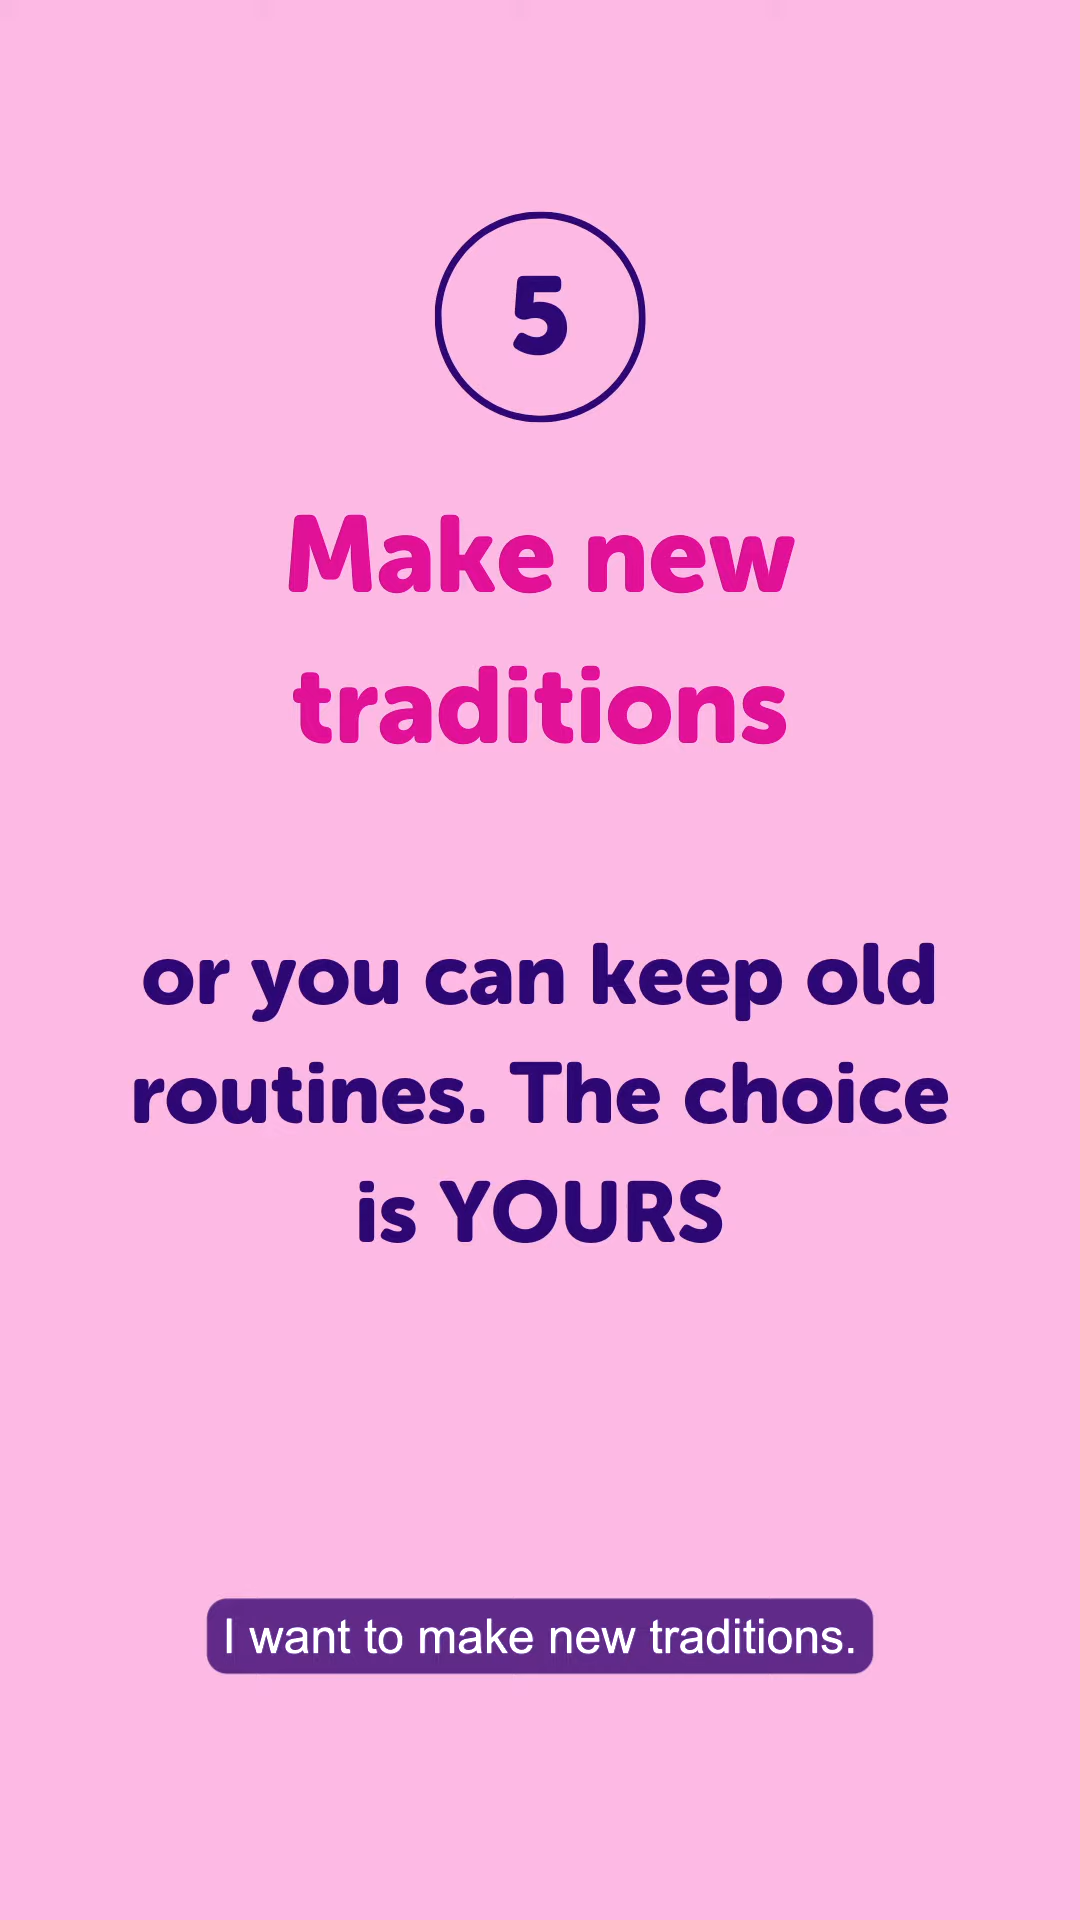 5
Make new
traditions
or you can keep old
routines. The choice
is YOURS
I want to make new traditions.